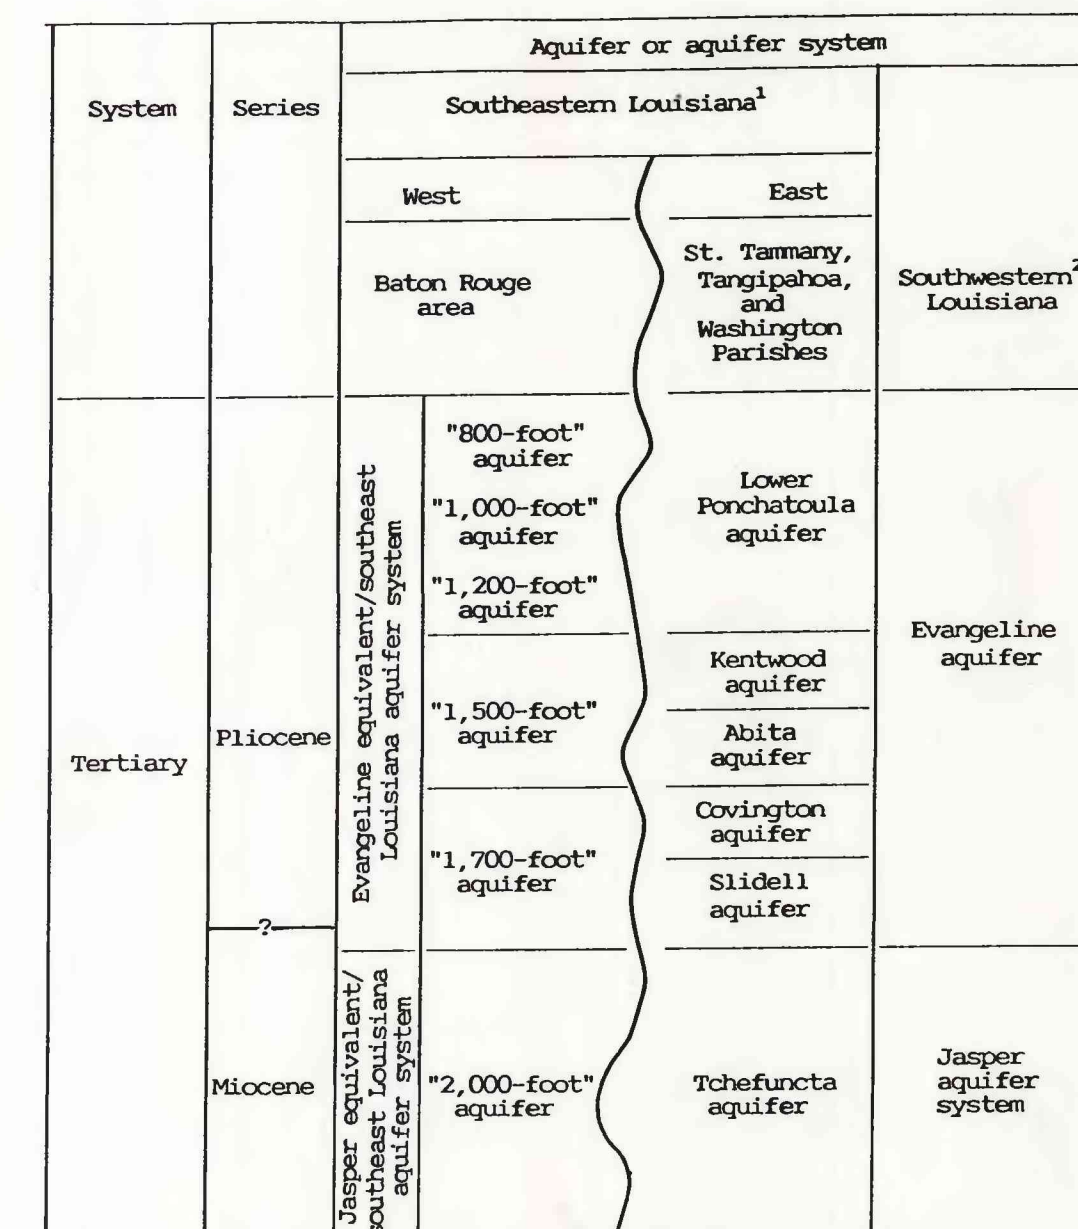 Aquifer or aquifer system
System
Series
Southeastern Louisiana¹
West
East
Baton Rouge
area
St. Tammany,
Tangipahoa,
and
Washington
Parishes
Southwestern²
Louisiana
Tertiary
Pliocene
?
Miocene
Evangeline equivalent/southeast
Louisiana aquifer system
"800-foot"
aquifer
"1,000-foot"
aquifer
"1,200-foot"
aquifer
"1,500-foot"
aquifer
"1,700-foot"
aquifer
Lower
Ponchatoula
aquifer
Kentwood
aquifer
Abita
aquifer
Covington
aquifer
Slidell
aquifer
Evangeline
aquifer
Jasper equivalent/
southeast Louisiana
aquifer system
"2,000-foot"
aquifer
Tchefuncta
aquifer
Jasper
aquifer
system